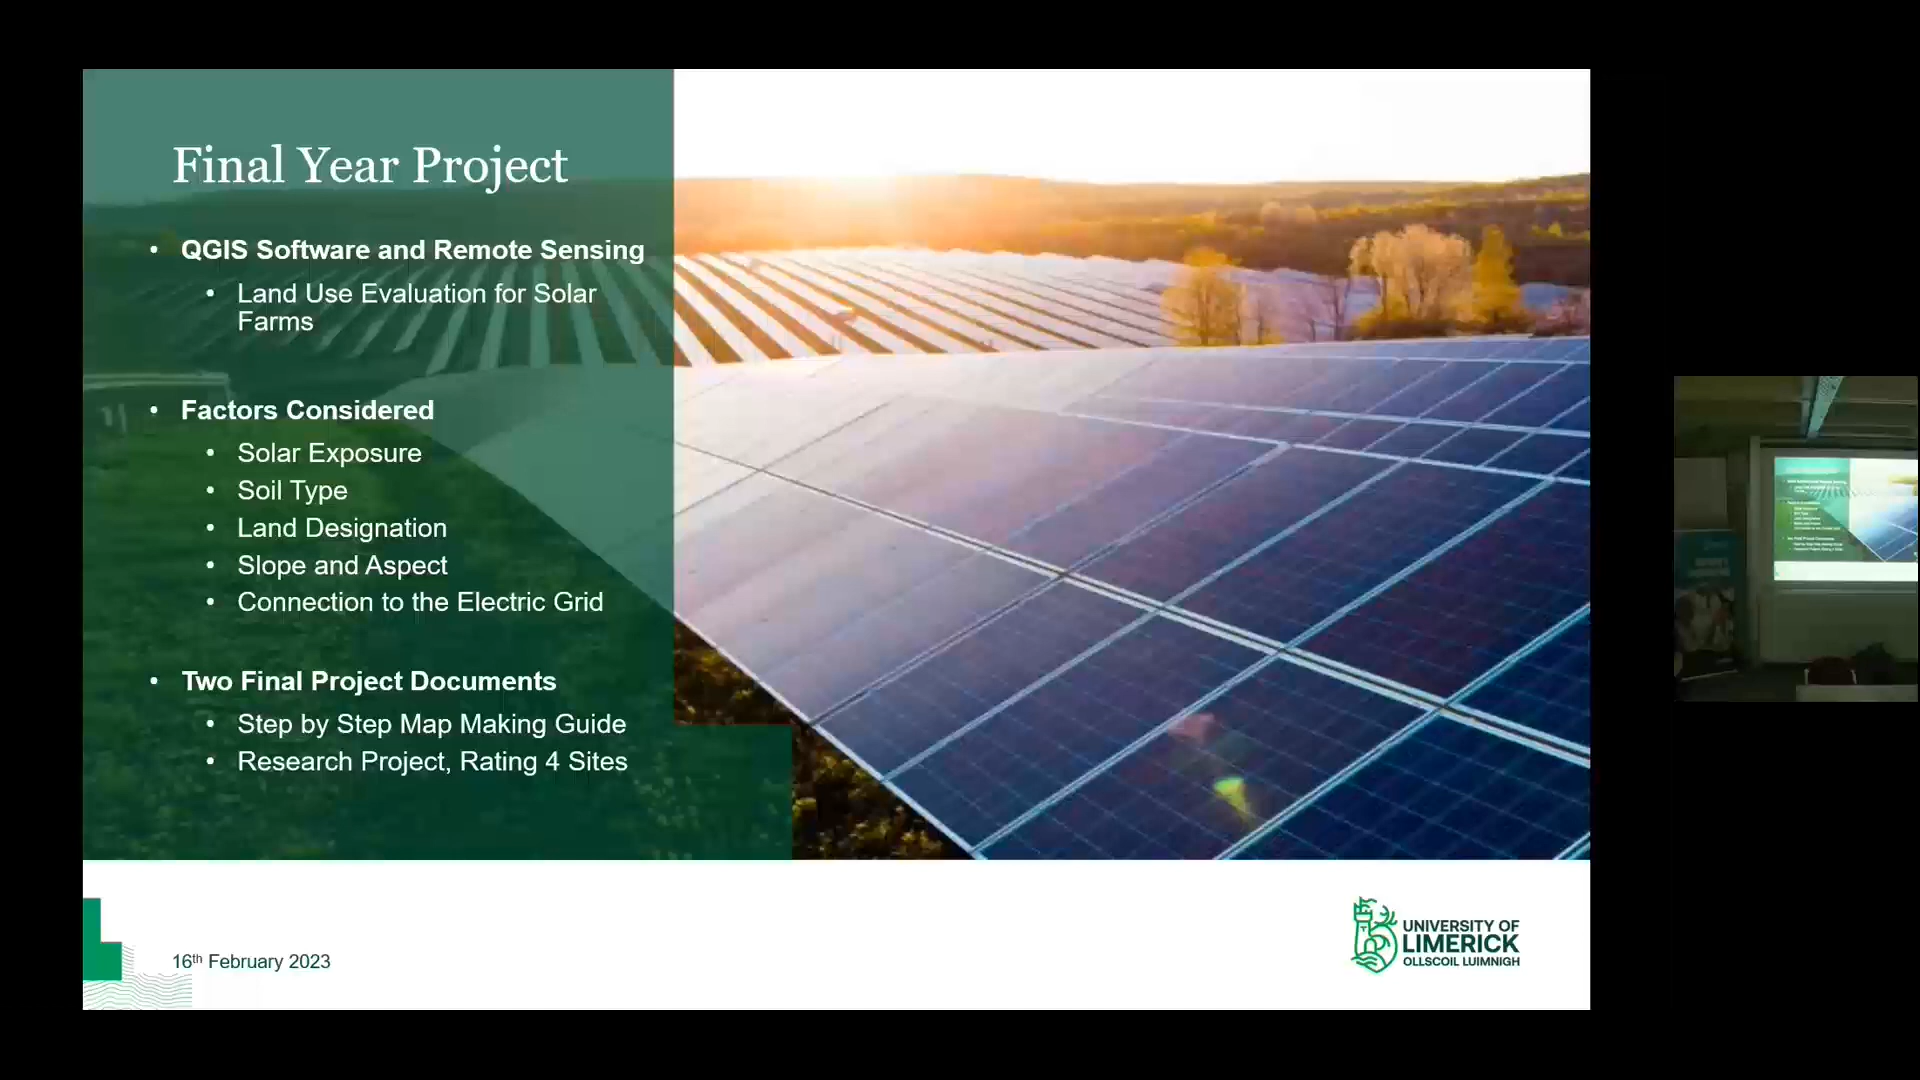 Final Year Project
• QGIS Software and Remote Sensing
• Land Use Evaluation for Solar
Farms
• Factors Considered
• Solar Exposure
• Soil Type
• Land Designation
• Slope and Aspect
• Connection to the Electric Grid
• Two Final Project Documents
• Step by Step Map Making Guide
• Research Project, Rating 4 Sites
16th February 2023
UNIVERSITY OF
LIMERICK
OLLSCOIL LUIMNIGH